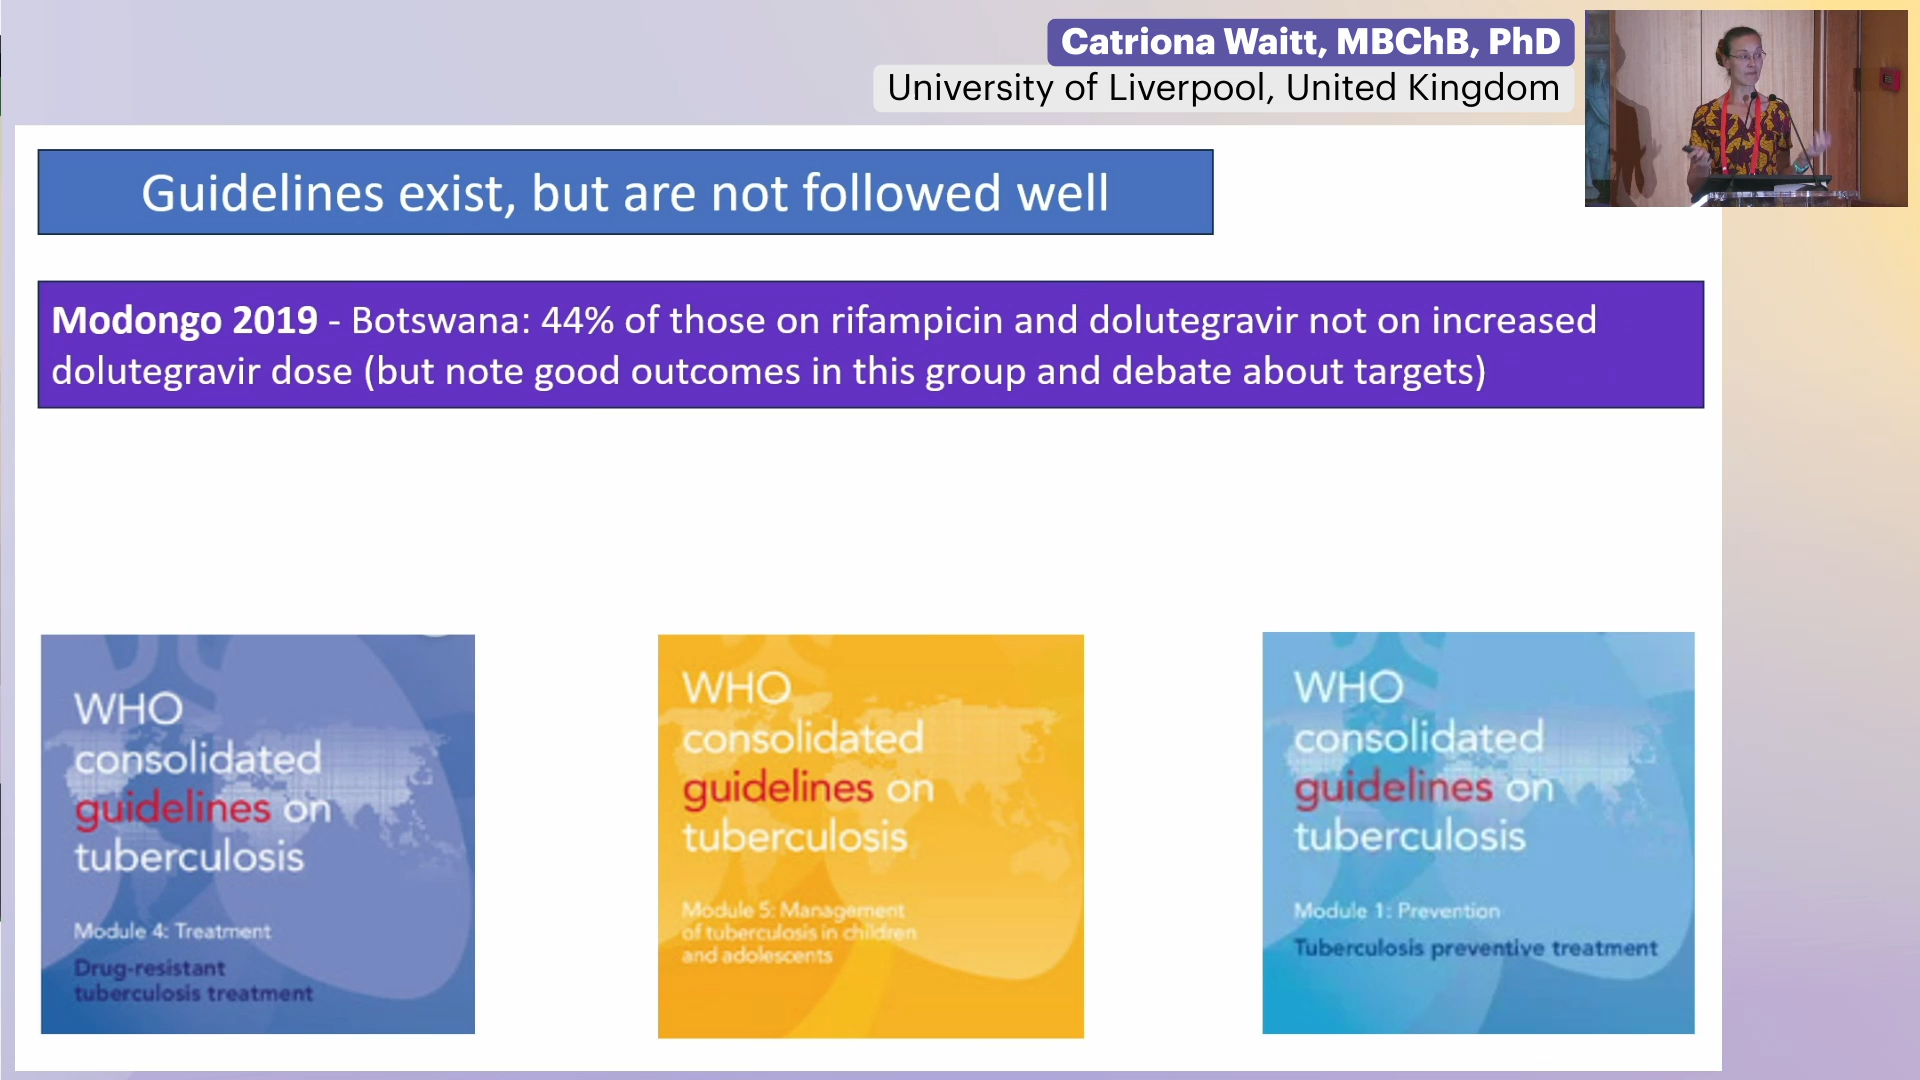 Catriona Waitt, MBChB, PhD
University of Liverpool, United Kingdom
Guidelines exist, but are not followed well
Modongo 2019 - Botswana: 44% of those on rifampicin and dolutegravir not on increased
dolutegravir dose (but note good outcomes in this group and debate about targets)
WHO
consolidated
guidelines on
tuberculosis
Module 4: Treatment
Drug-resistant
tuberculosis treatment
WHO
consolidated
guidelines on
tuberculosis
Module 5: Management
of tuberculosis in children
and adolescents
WHO
consolidated
guidelines on
tuberculosis
Module 1: Prevention
Tuberculosis preventive treatment